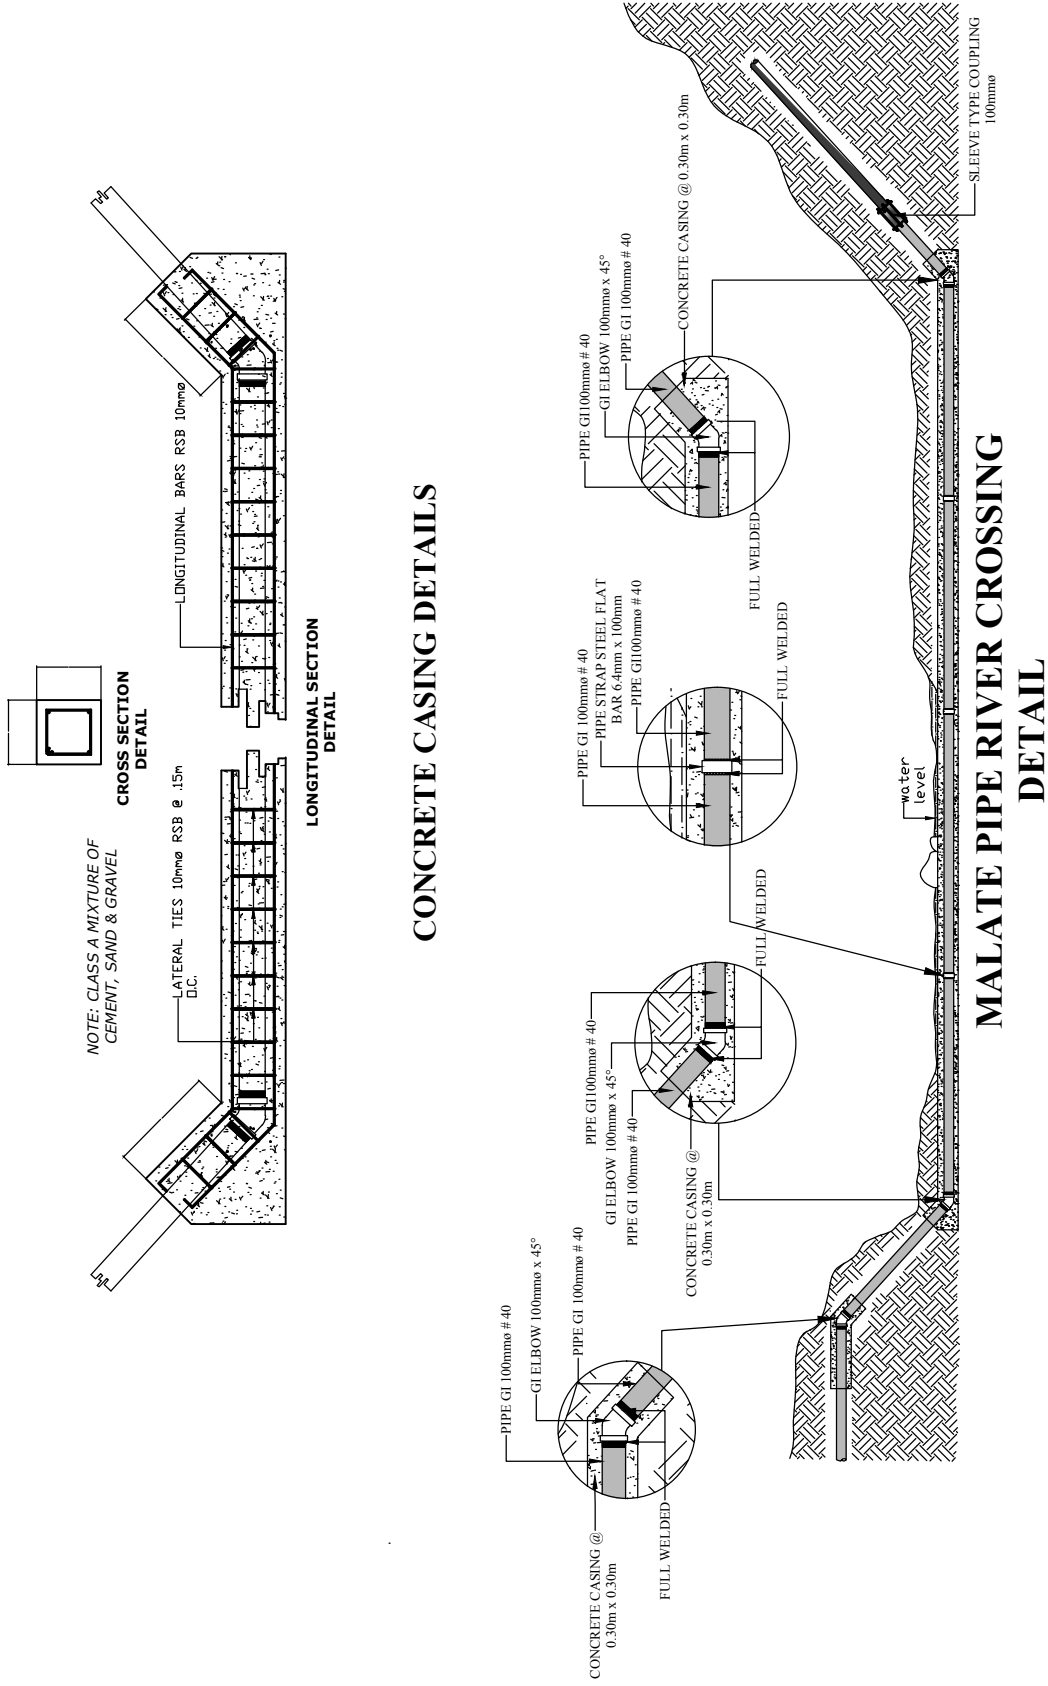 NOTE: CLASS A MIXTURE OF
CEMENT, SAND & GRAVEL
CROSS SECTION
DETAIL
LATERAL TIES 10mmø RSB @ .15m
O.C.
LONGITUDINAL BARS RSB 10mmø
LONGITUDINAL SECTION
DETAIL
CONCRETE CASING DETAILS
PIPE GI 100mmø # 40
GI ELBOW 100mmø x 45°
PIPE GI 100mmø # 40
CONCRETE CASING @
0.30m x 0.30m
FULL WELDED
PIPE GI100mmø # 40
GI ELBOW 100mmø x 45°
PIPE GI 100mmø # 40
CONCRETE CASING @
0.30m x 0.30m
FULL WELDED
PIPE GI 100mmø # 40
PIPE STRAP STEEL FLAT
BAR 6.4mm x 100mm
PIPE GI100mmø # 40
FULL WELDED
PIPE GI100mmø # 40
GI ELBOW 100mmø x 45°
PIPE GI 100mmø # 40
CONCRETE CASING @ 0.30m x 0.30m
FULL WELDED
water
level
SLEEVE TYPE COUPLING
100mmø
MALATE PIPE RIVER CROSSING
DETAIL